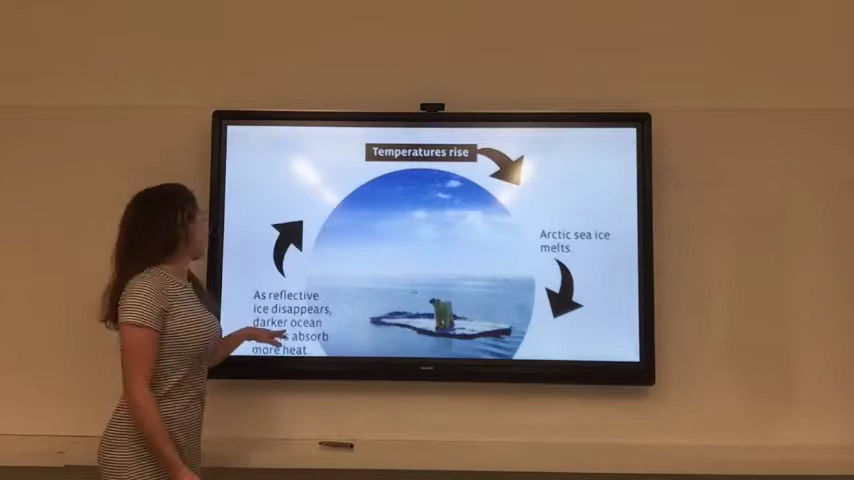 Temperatures rise
Arctic sea ice
melts.
As reflective
ice disappears,
darker ocean
absorb
more heat